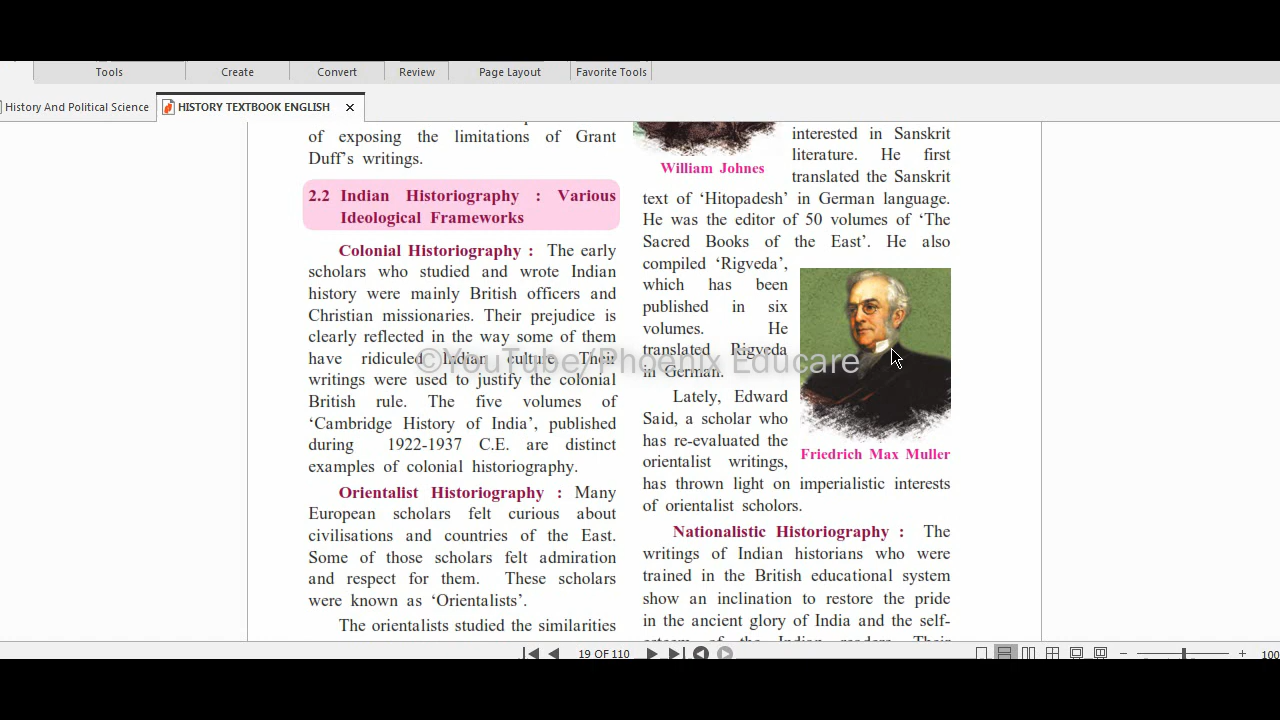 Tools
Create
Convert
Review
Page Layout
Favorite Tools
History And Political Science
HISTORY TEXTBOOK ENGLISH
of exposing the limitations of Grant
Duff's writings.
2.2 Indian Historiography : Various
Ideological Frameworks
Colonial Historiography : The early
scholars who studied and wrote Indian
history were mainly British officers and
Christian missionaries. Their prejudice is
clearly reflected in the way some of them
have ridiculed Indian culture. Their
writings were used to justify the colonial
British rule. The five volumes of
'Cambridge History of India', published
during 1922-1937 C.E. are distinct
examples of colonial historiography.
Orientalist Historiography : Many
European scholars felt curious about
civilisations and countries of the East.
Some of those scholars felt admiration
and respect for them. These scholars
were known as 'Orientalists'.
The orientalists studied the similarities
William Johnes
interested in Sanskrit
literature. He first
translated the Sanskrit
text of 'Hitopadesh' in German language.
He was the editor of 50 volumes of 'The
Sacred Books of the East'. He also
compiled 'Rigveda',
which has been
published in six
volumes. He
translated Rigveda
in German.
Lately, Edward
Said, a scholar who
has re-evaluated the
orientalist writings,
has thrown light on imperialistic interests
of orientalist scholors.
Friedrich Max Muller
Nationalistic Historiography : The
writings of Indian historians who were
trained in the British educational system
show an inclination to restore the pride
in the ancient glory of India and the self-
esteem of the Indian readers. Their
©YouTube/Phoenix Educare
19 OF 110
100